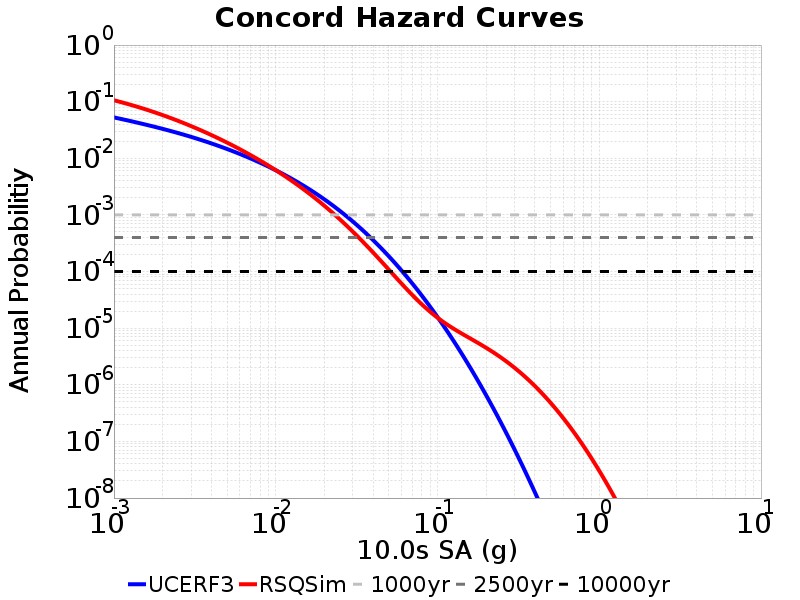 Concord Hazard Curves
10^0
10^-1
10^-2
10^-3
10^-4
10^-5
10^-6
10^-7
10^-8
Annual Probabilitiy
10^-3 10^-2 10^-1 10^0 10^1
10.0s SA (g)
UCERF3 RSQSim 1000yr 2500yr 10000yr